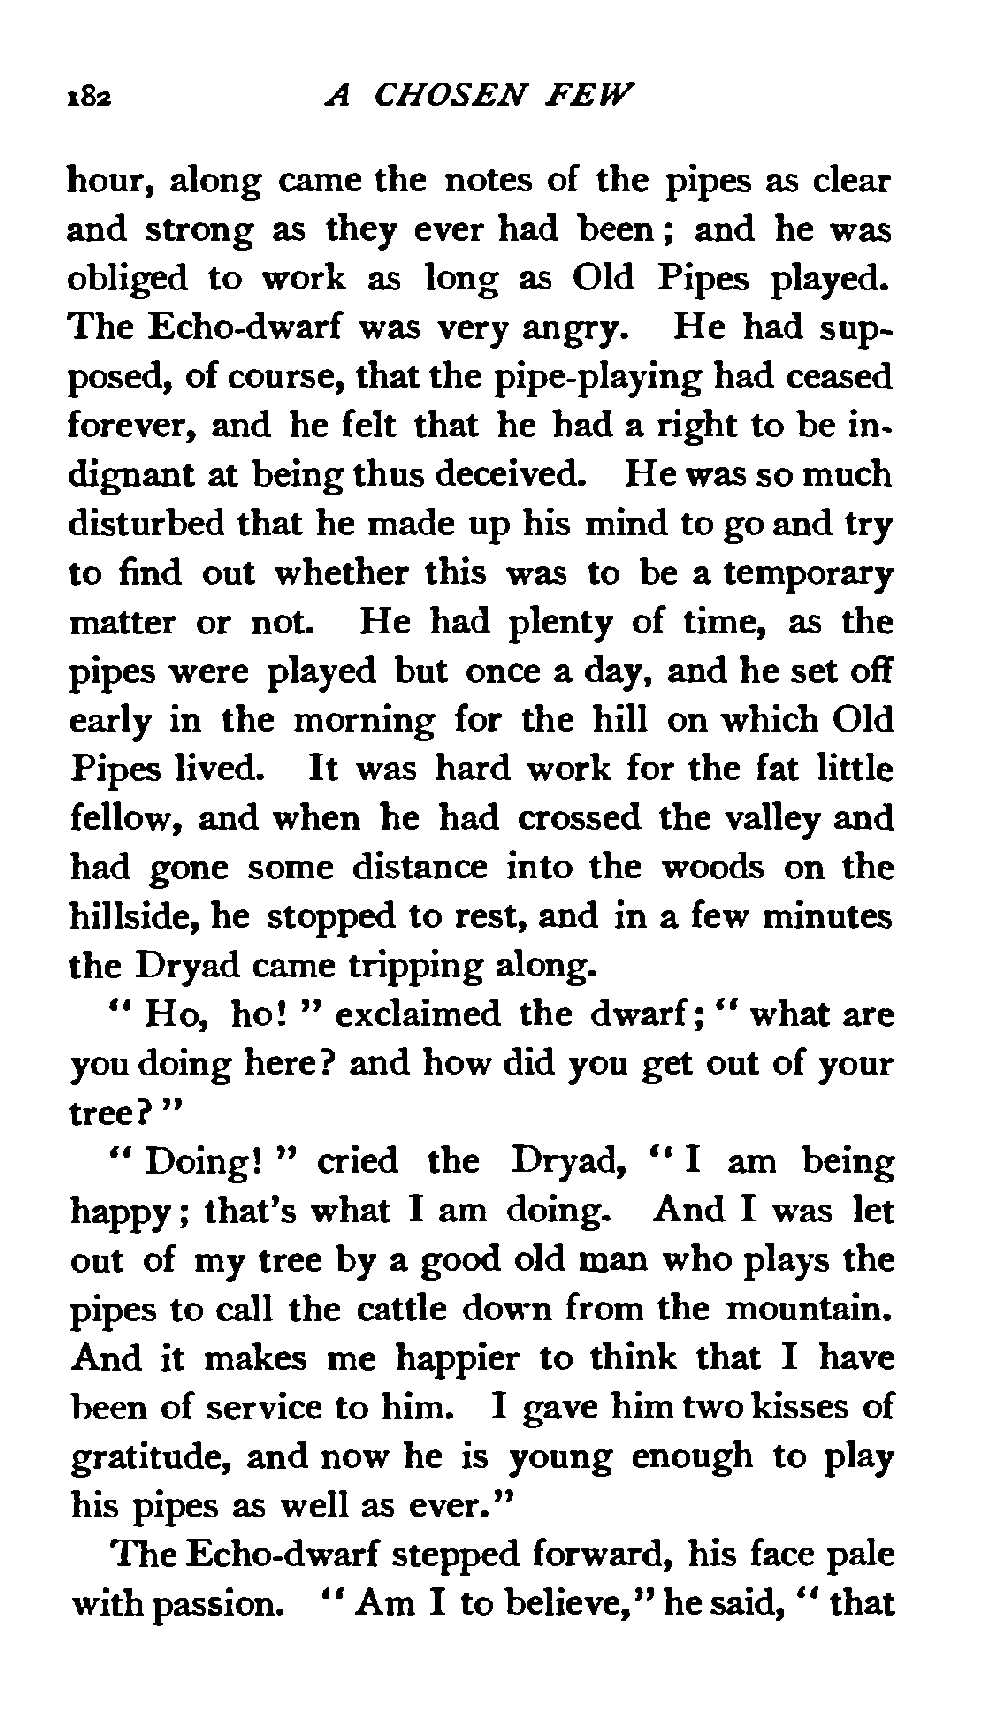 182 A CHOSEN FEW
hour, along came the notes of the pipes as clear
and strong as they ever had been; and he was
obliged to work as long as Old Pipes played.
The Echo-dwarf was very angry. He had sup-
posed, of course, that the pipe-playing had ceased
forever, and he felt that he had a right to be in-
dignant at being thus deceived. He was so much
disturbed that he made up his mind to go and try
to find out whether this was to be a temporary
matter or not. He had plenty of time, as the
pipes were played but once a day, and he set off
early in the morning for the hill on which Old
Pipes lived. It was hard work for the fat little
fellow, and when he had crossed the valley and
had gone some distance into the woods on the
hillside, he stopped to rest, and in a few minutes
the Dryad came tripping along.
" Ho, ho! " exclaimed the dwarf; " what are
you doing here? and how did you get out of your
tree? "
" Doing! " cried the Dryad, " I am being
happy; that's what I am doing. And I was let
out of my tree by a good old man who plays the
pipes to call the cattle down from the mountain.
And it makes me happier to think that I have
been of service to him. I gave him two kisses of
gratitude, and now he is young enough to play
his pipes as well as ever."
The Echo-dwarf stepped forward, his face pale
with passion. " Am I to believe," he said, " that